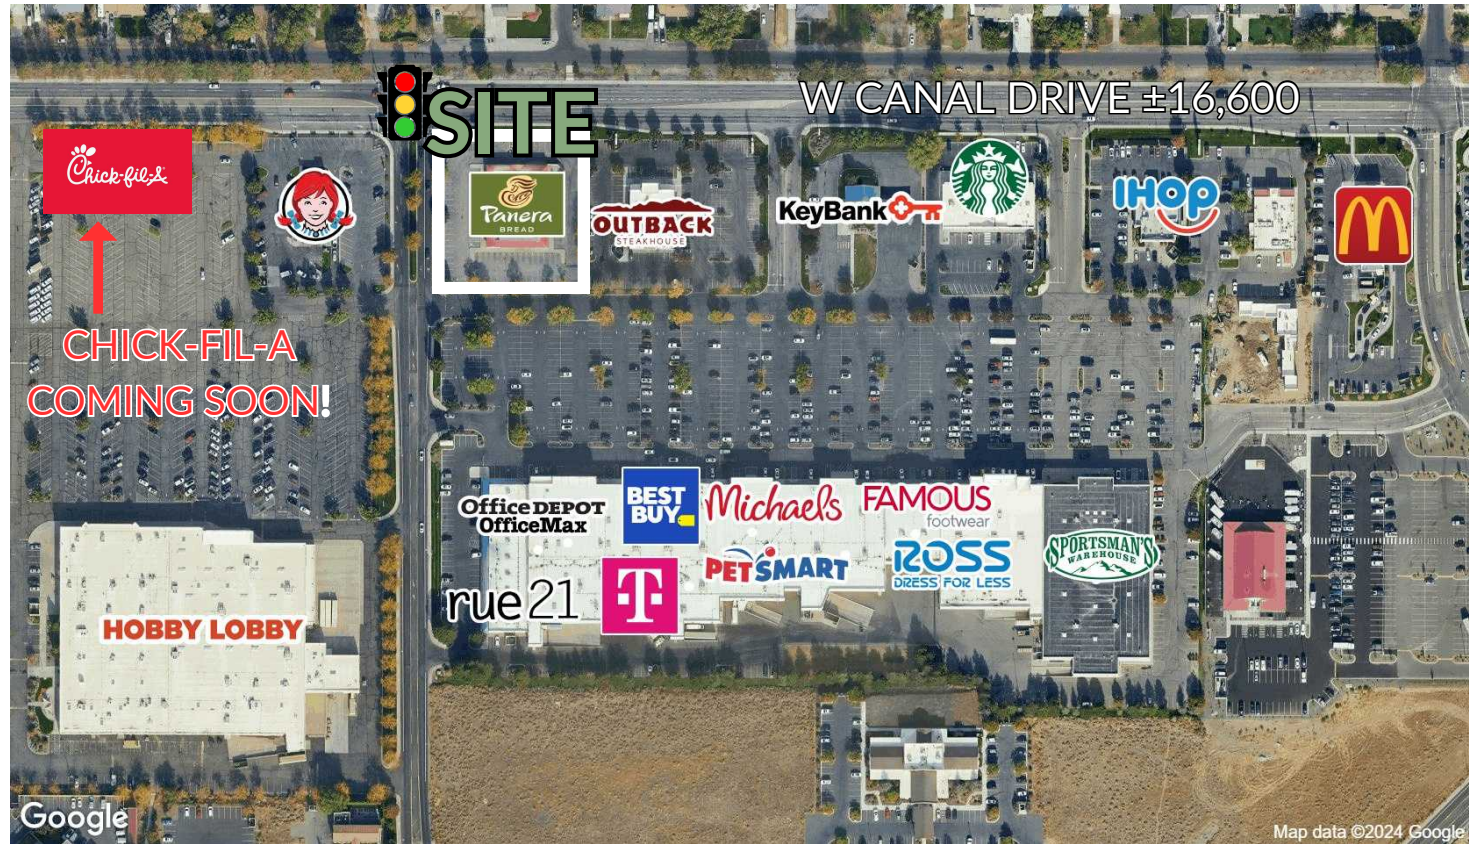 W CANAL DRIVE ±16,600
SITE
Chick-fil-A
Panera
BREAD
OUTBACK
STEAKHOUSE
KeyBank
IHOP
CHICK-FIL-A
COMING SOON!
Office DEPOT
OfficeMax
BEST
BUY
Michaels
FAMOUS
footwear
rue21
T
PETSMART
ROSS
DRESS FOR LESS
SPORTSMAN'S
WAREHOUSE
HOBBY LOBBY
Google
Map data ©2024 Google